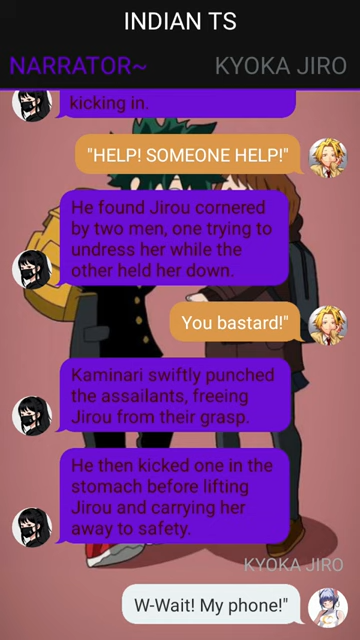 INDIAN TS
NARRATOR~ KYOKA JIRO
kicking in.
"HELP! SOMEONE HELP!"
He found Jirou cornered
by two men, one trying to
undress her while the
other held her down.
You bastard!"
Kaminari swiftly punched
the assailants, freeing
Jirou from their grasp.
He then kicked one in the
stomach before lifting
Jirou and carrying her
away to safety.
KYOKA JIRO
W-Wait! My phone!"